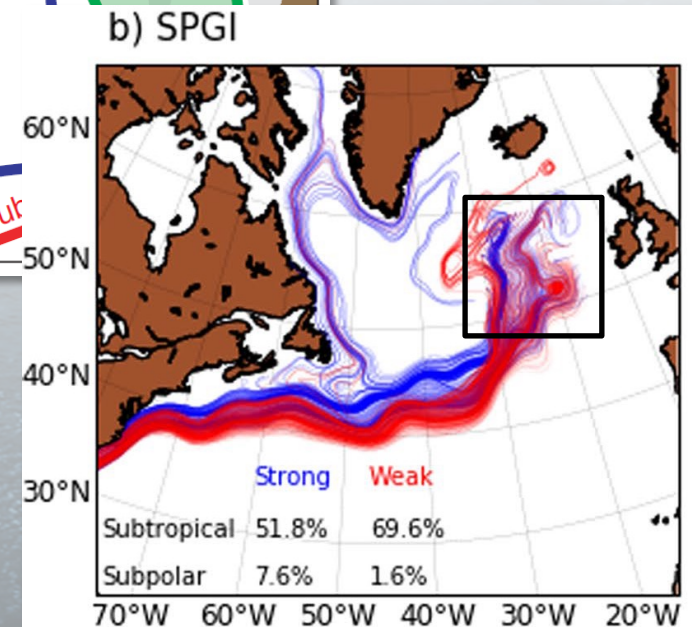 b) SPGI
60°N
50°N
40°N
30°N
ub
Strong Weak
Subtropical 51.8% 69.6%
Subpolar 7.6% 1.6%
70°W 60°W 50°W 40°W 30°W 20°W